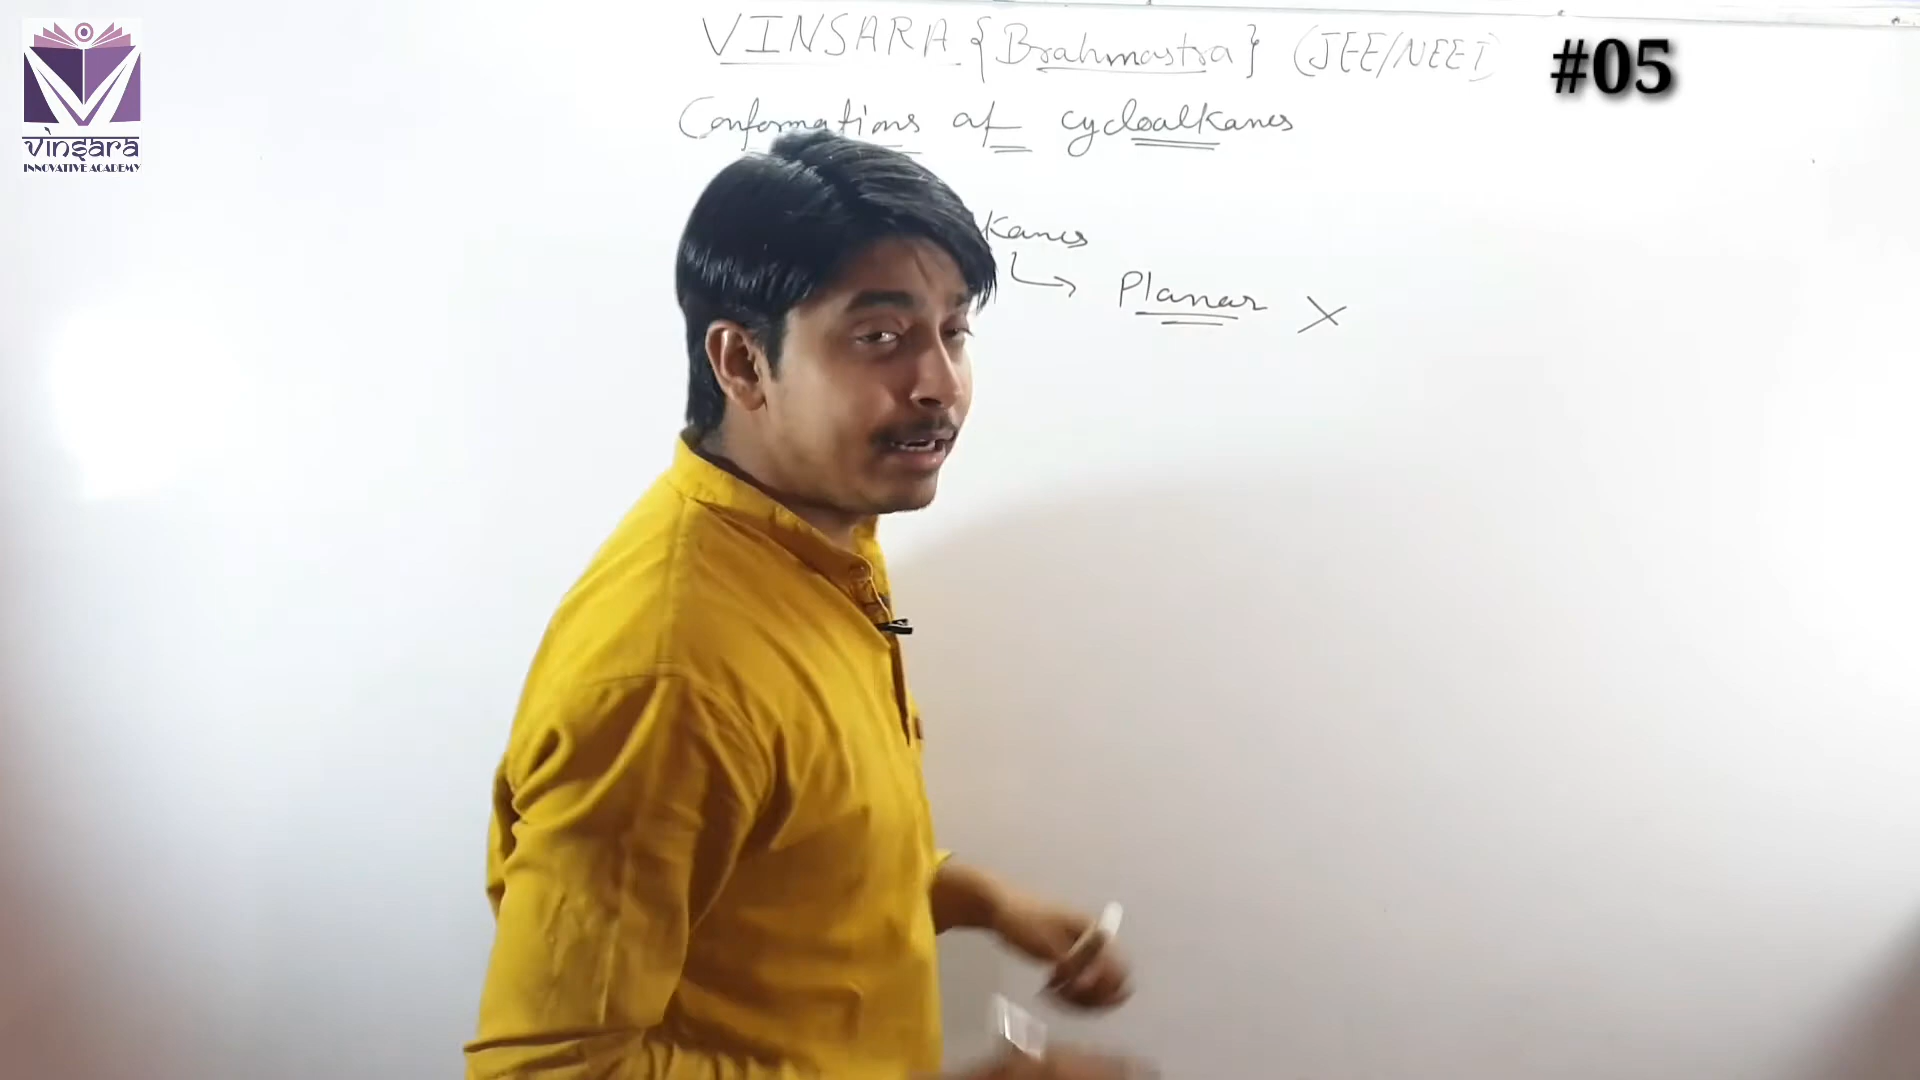 VINSARA {Brahmastra} (JEE/NEET)
#05
Conformations of cycloalkanes
kanes
Planar X
vinsara
INNOVATIVE ACADEMY